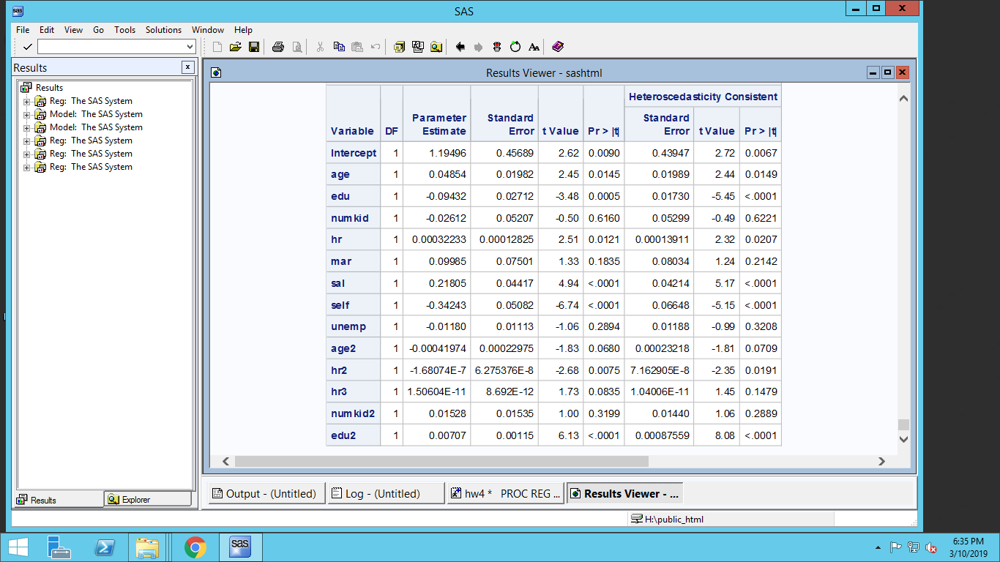 sas
SAS
File Edit View Go Tools Solutions Window Help
Results
Results Viewer - sashtml
Results
Reg: The SAS System
Model: The SAS System
Model: The SAS System
Reg: The SAS System
Reg: The SAS System
Reg: The SAS System
Heteroscedasticity Consistent
Parameter Standard Standard
Variable DF Estimate Error t Value Pr > |t| Error t Value Pr > |t|
Intercept 1 1.19496 0.45689 2.62 0.0090 0.43947 2.72 0.0067
age 1 0.04854 0.01982 2.45 0.0145 0.01989 2.44 0.0149
edu 1 -0.09432 0.02712 -3.48 0.0005 0.01730 -5.45 <.0001
numkid 1 -0.02612 0.05207 -0.50 0.6160 0.05299 -0.49 0.6221
hr 1 0.00032233 0.00012825 2.51 0.0121 0.00013911 2.32 0.0207
mar 1 0.09985 0.07501 1.33 0.1835 0.08034 1.24 0.2142
sal 1 0.21805 0.04417 4.94 <.0001 0.04214 5.17 <.0001
self 1 -0.34243 0.05082 -6.74 <.0001 0.06648 -5.15 <.0001
unemp 1 -0.01180 0.01113 -1.06 0.2894 0.01188 -0.99 0.3208
age2 1 -0.00041974 0.00022975 -1.83 0.0680 0.00023218 -1.81 0.0709
hr2 1 -1.68074E-7 6.275376E-8 -2.68 0.0075 7.162905E-8 -2.35 0.0191
hr3 1 1.50604E-11 8.692E-12 1.73 0.0835 1.04006E-11 1.45 0.1479
numkid2 1 0.01528 0.01535 1.00 0.3199 0.01440 1.06 0.2889
edu2 1 0.00707 0.00115 6.13 <.0001 0.00087559 8.08 <.0001
Results Explorer
Output - (Untitled) Log - (Untitled) hw4 * PROC REG ... Results Viewer - ...
H:\public_html
sas
6:35 PM
3/10/2019